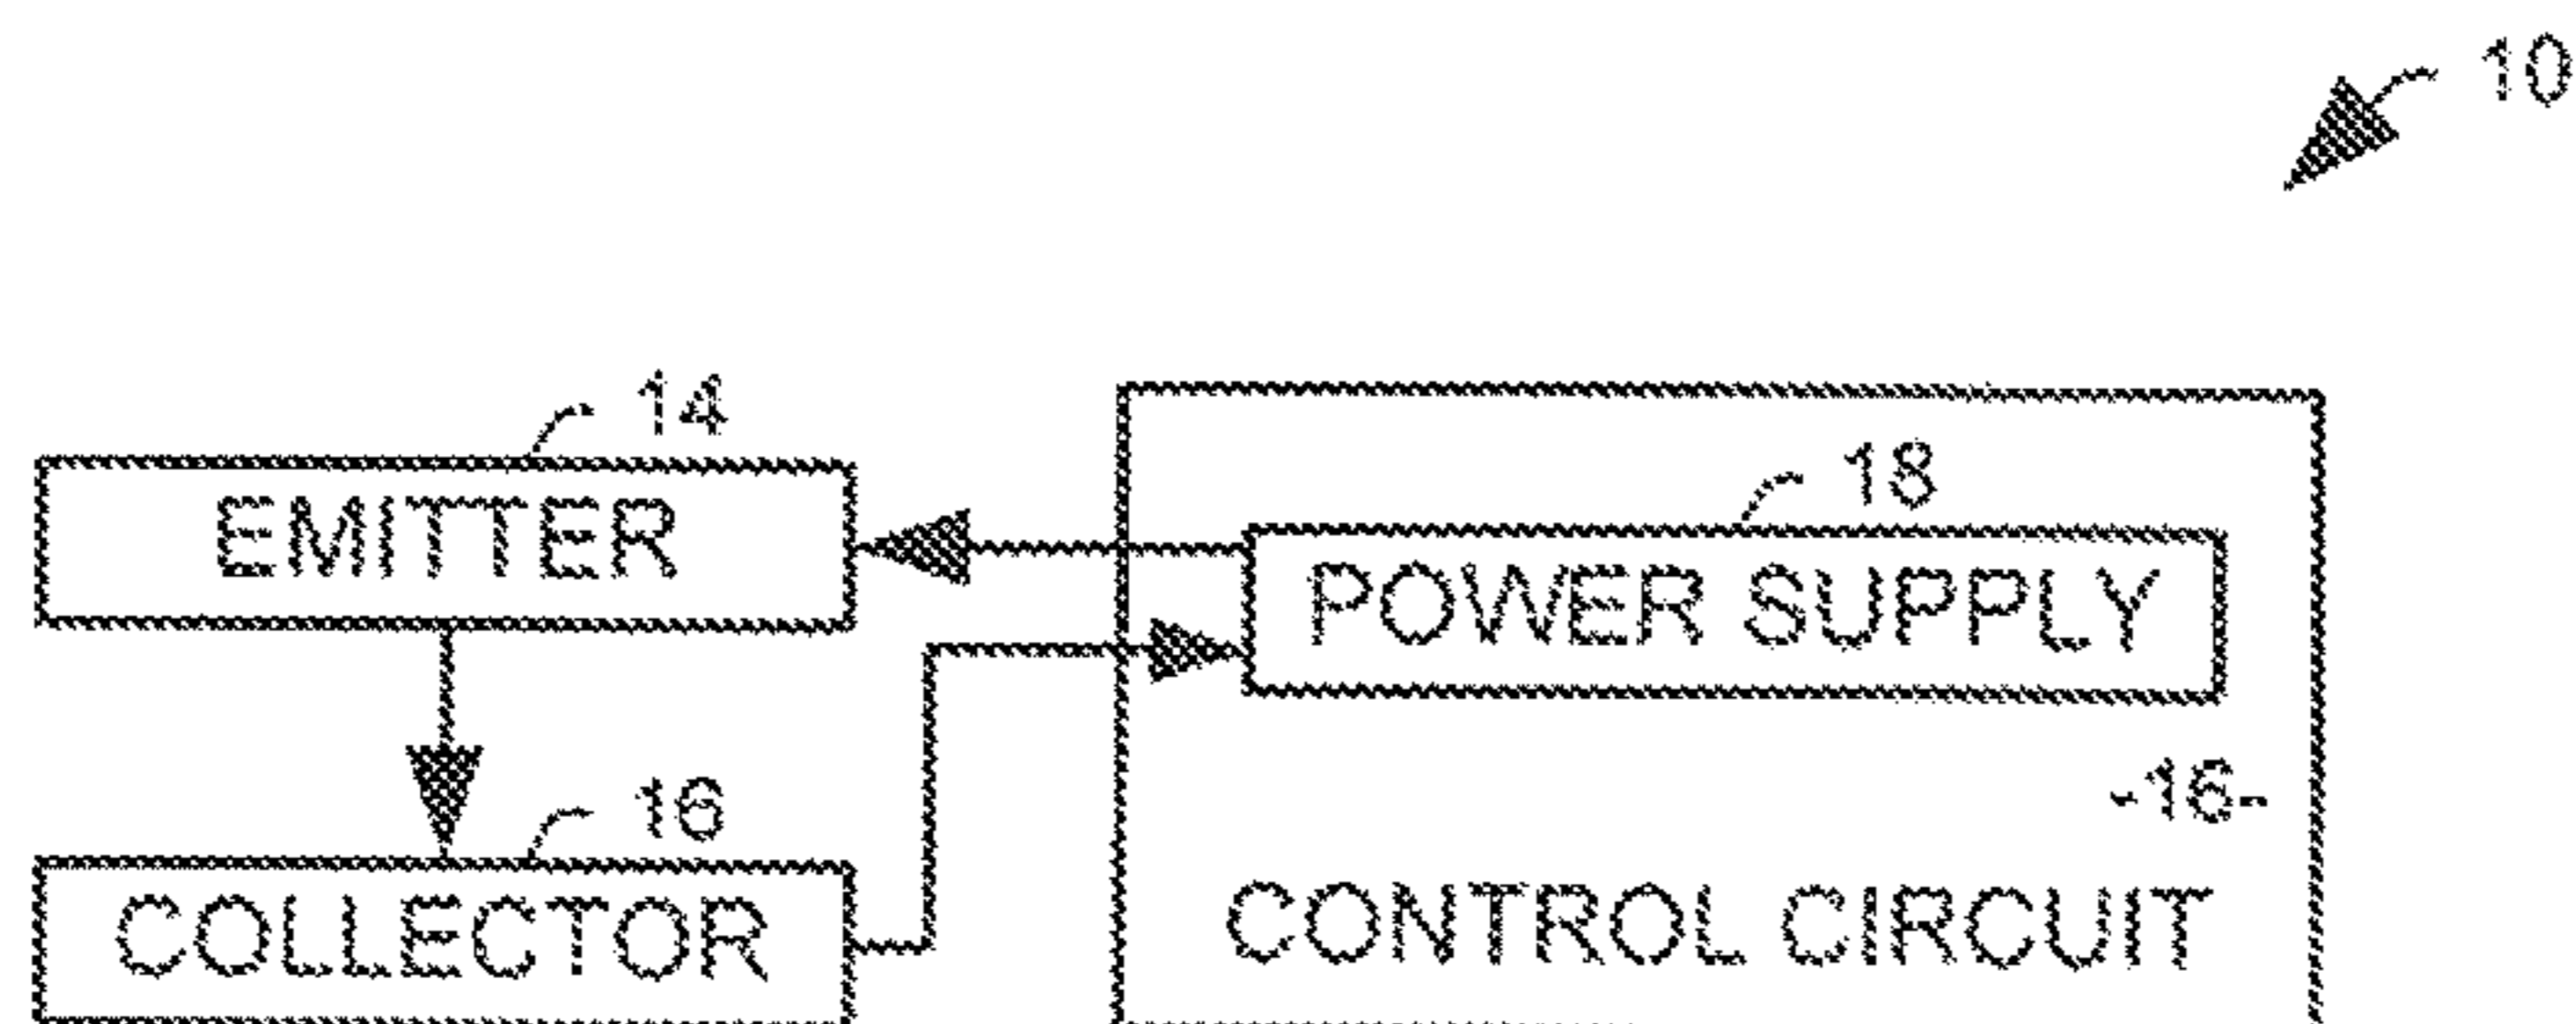 10
14
EMITTER
18
POWER SUPPLY
16
COLLECTOR
-16-
CONTROL CIRCUIT